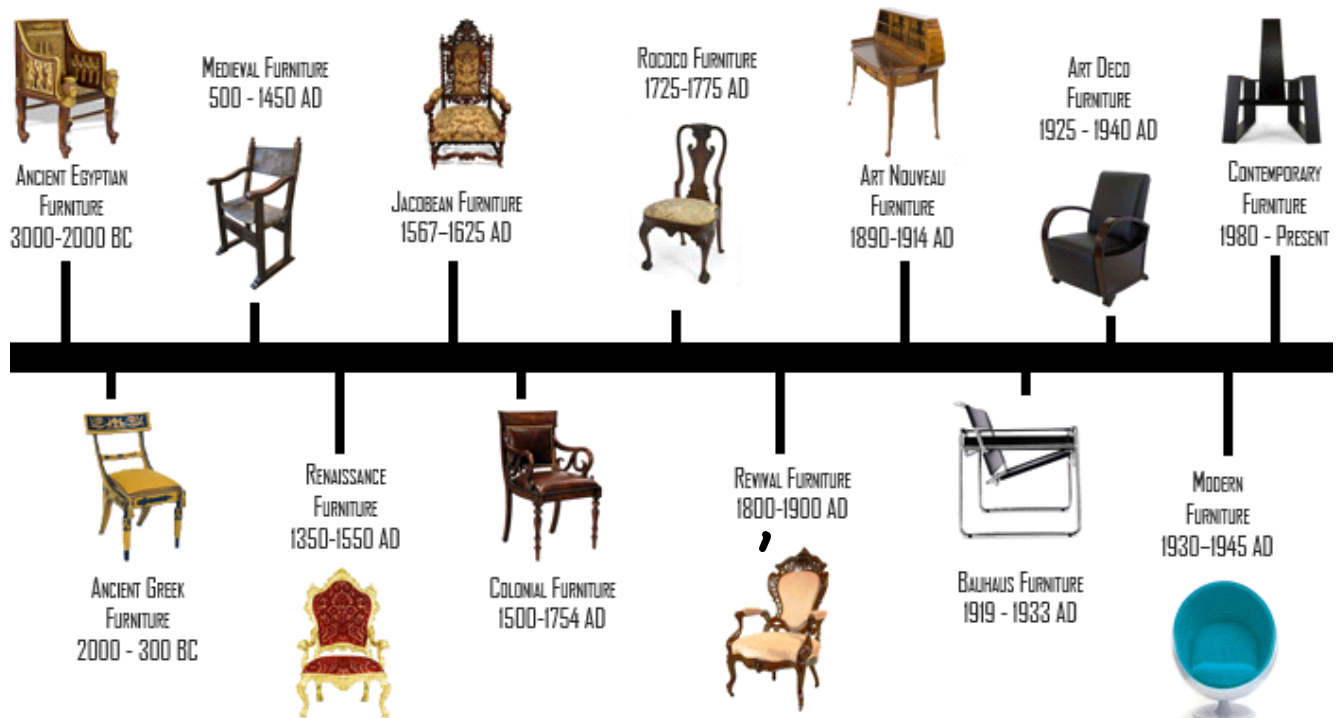 Ancient Egyptian
Furniture
3000-2000 BC
Medieval Furniture
500 - 1450 AD
Jacobean Furniture
1567–1625 AD
Rococo Furniture
1725-1775 AD
Art Nouveau
Furniture
1890-1914 AD
Art Deco
Furniture
1925 - 1940 AD
Contemporary
Furniture
1980 - Present
Ancient Greek
Furniture
2000 - 300 BC
Renaissance
Furniture
1350-1550 AD
Colonial Furniture
1500-1754 AD
Revival Furniture
1800-1900 AD
,
Bauhaus Furniture
1919 - 1933 AD
Modern
Furniture
1930–1945 AD